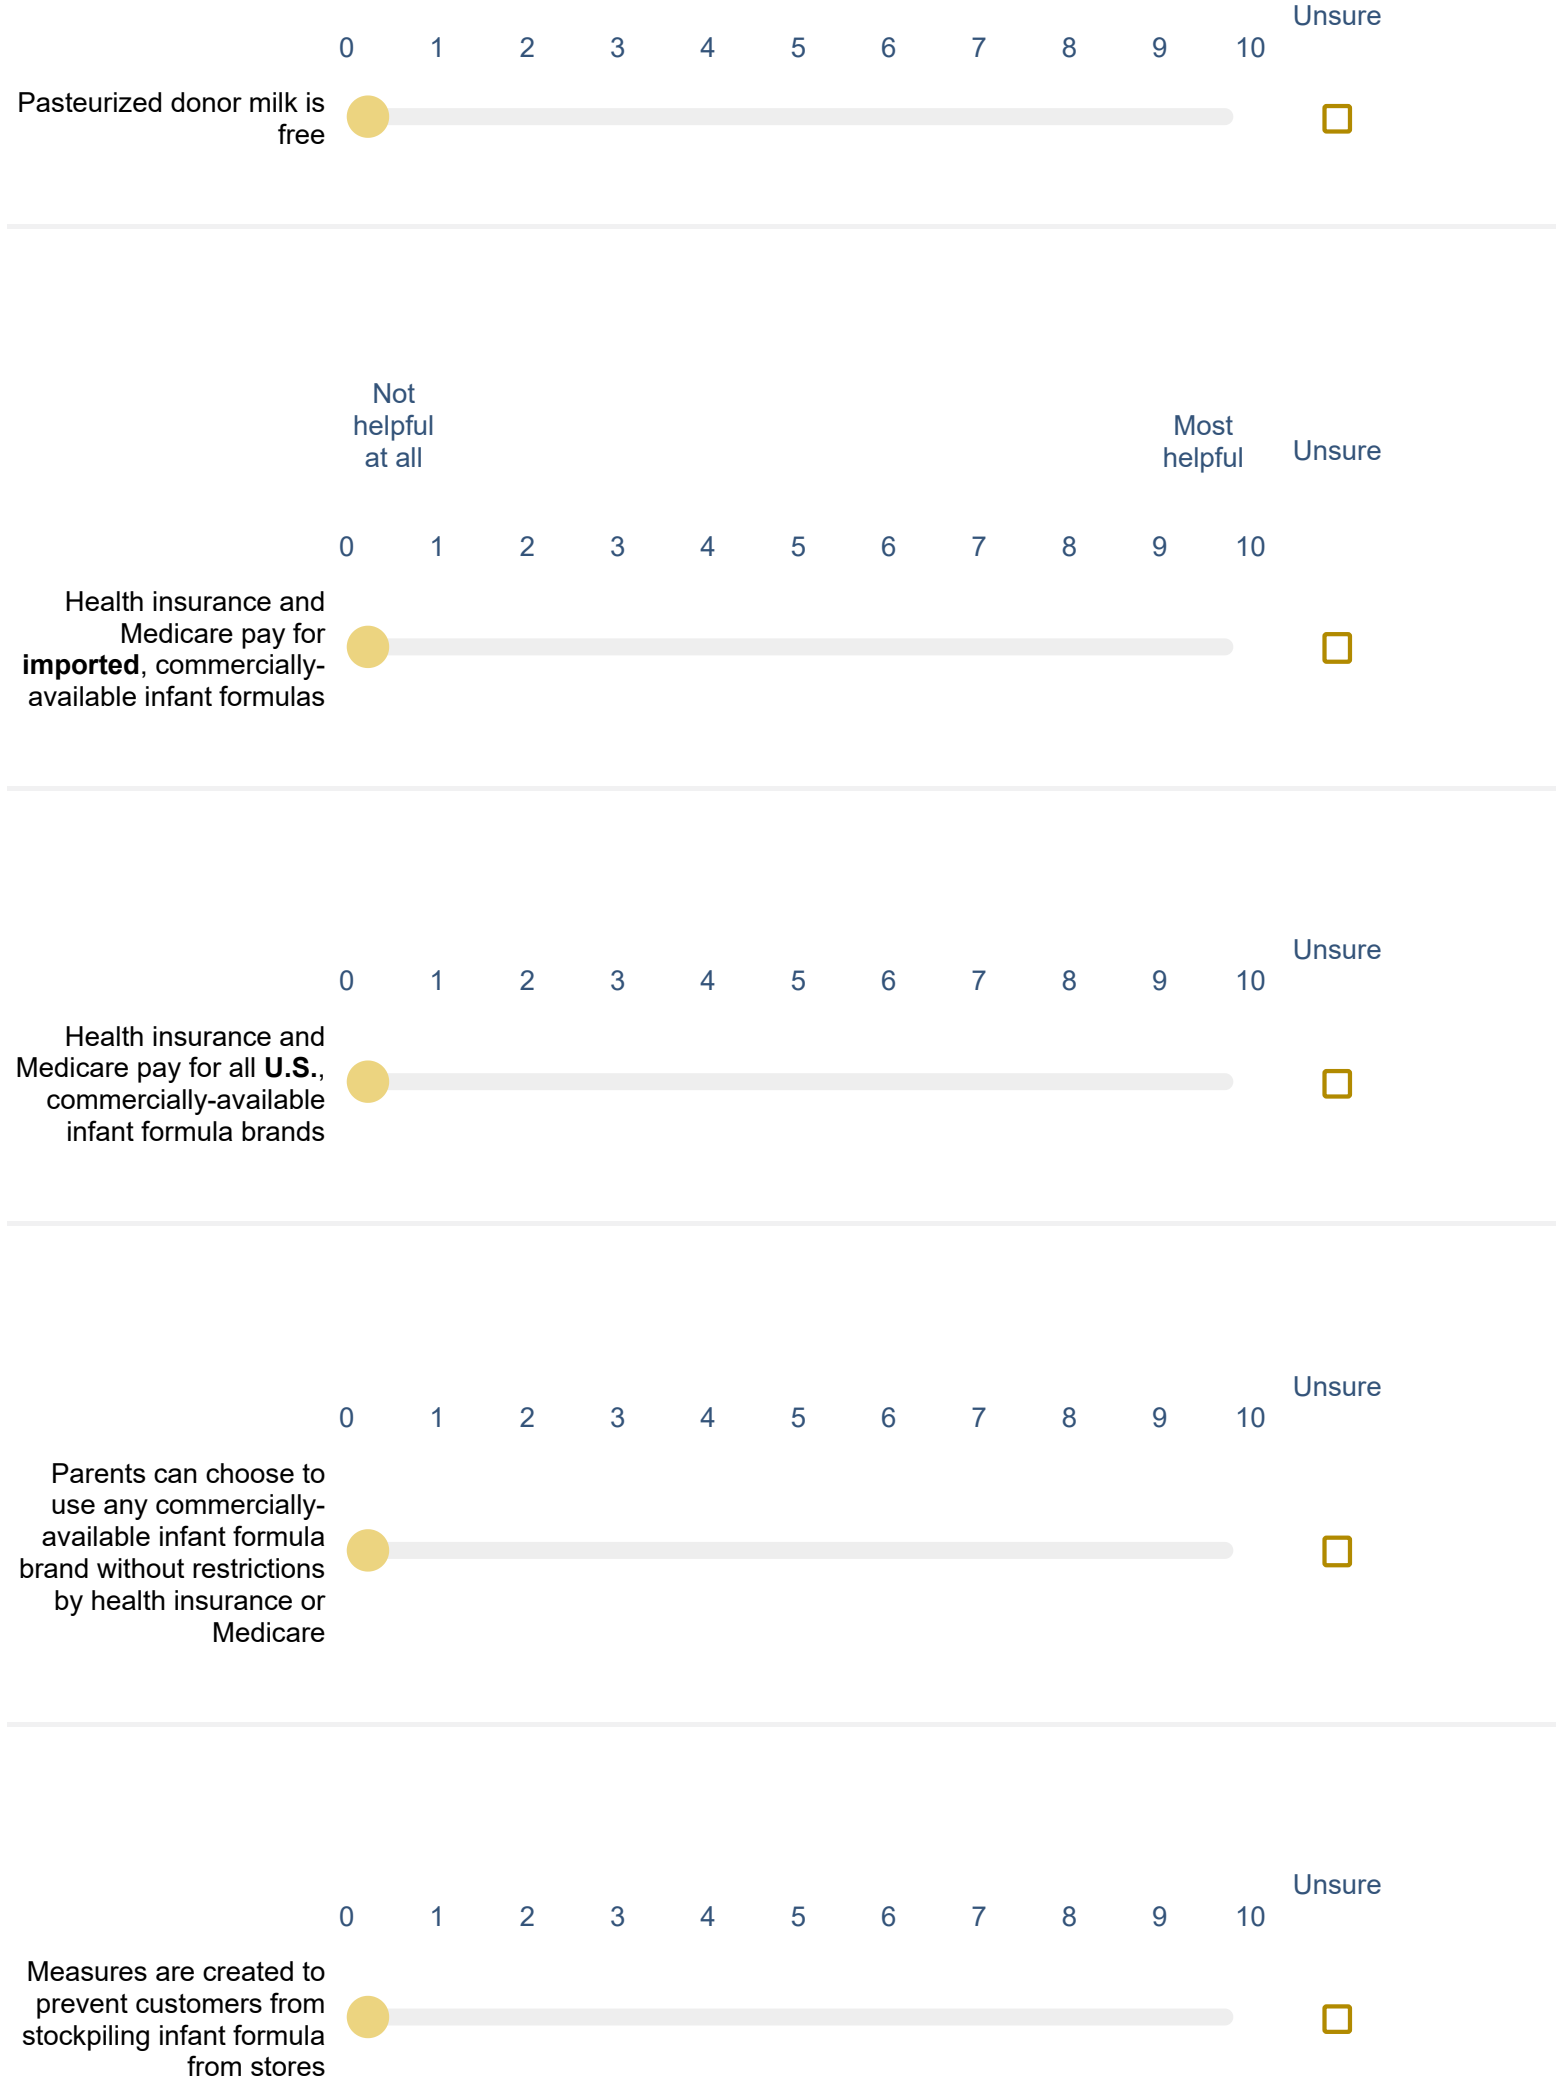 Unsure
0 1 2 3 4 5 6 7 8 9 10
Pasteurized donor milk is
free
Not
helpful
at all
Most
helpful
Unsure
0 1 2 3 4 5 6 7 8 9 10
Health insurance and
Medicare pay for
imported, commercially-
available infant formulas
Unsure
0 1 2 3 4 5 6 7 8 9 10
Health insurance and
Medicare pay for all U.S.,
commercially-available
infant formula brands
Unsure
0 1 2 3 4 5 6 7 8 9 10
Parents can choose to
use any commercially-
available infant formula
brand without restrictions
by health insurance or
Medicare
Unsure
0 1 2 3 4 5 6 7 8 9 10
Measures are created to
prevent customers from
stockpiling infant formula
from stores